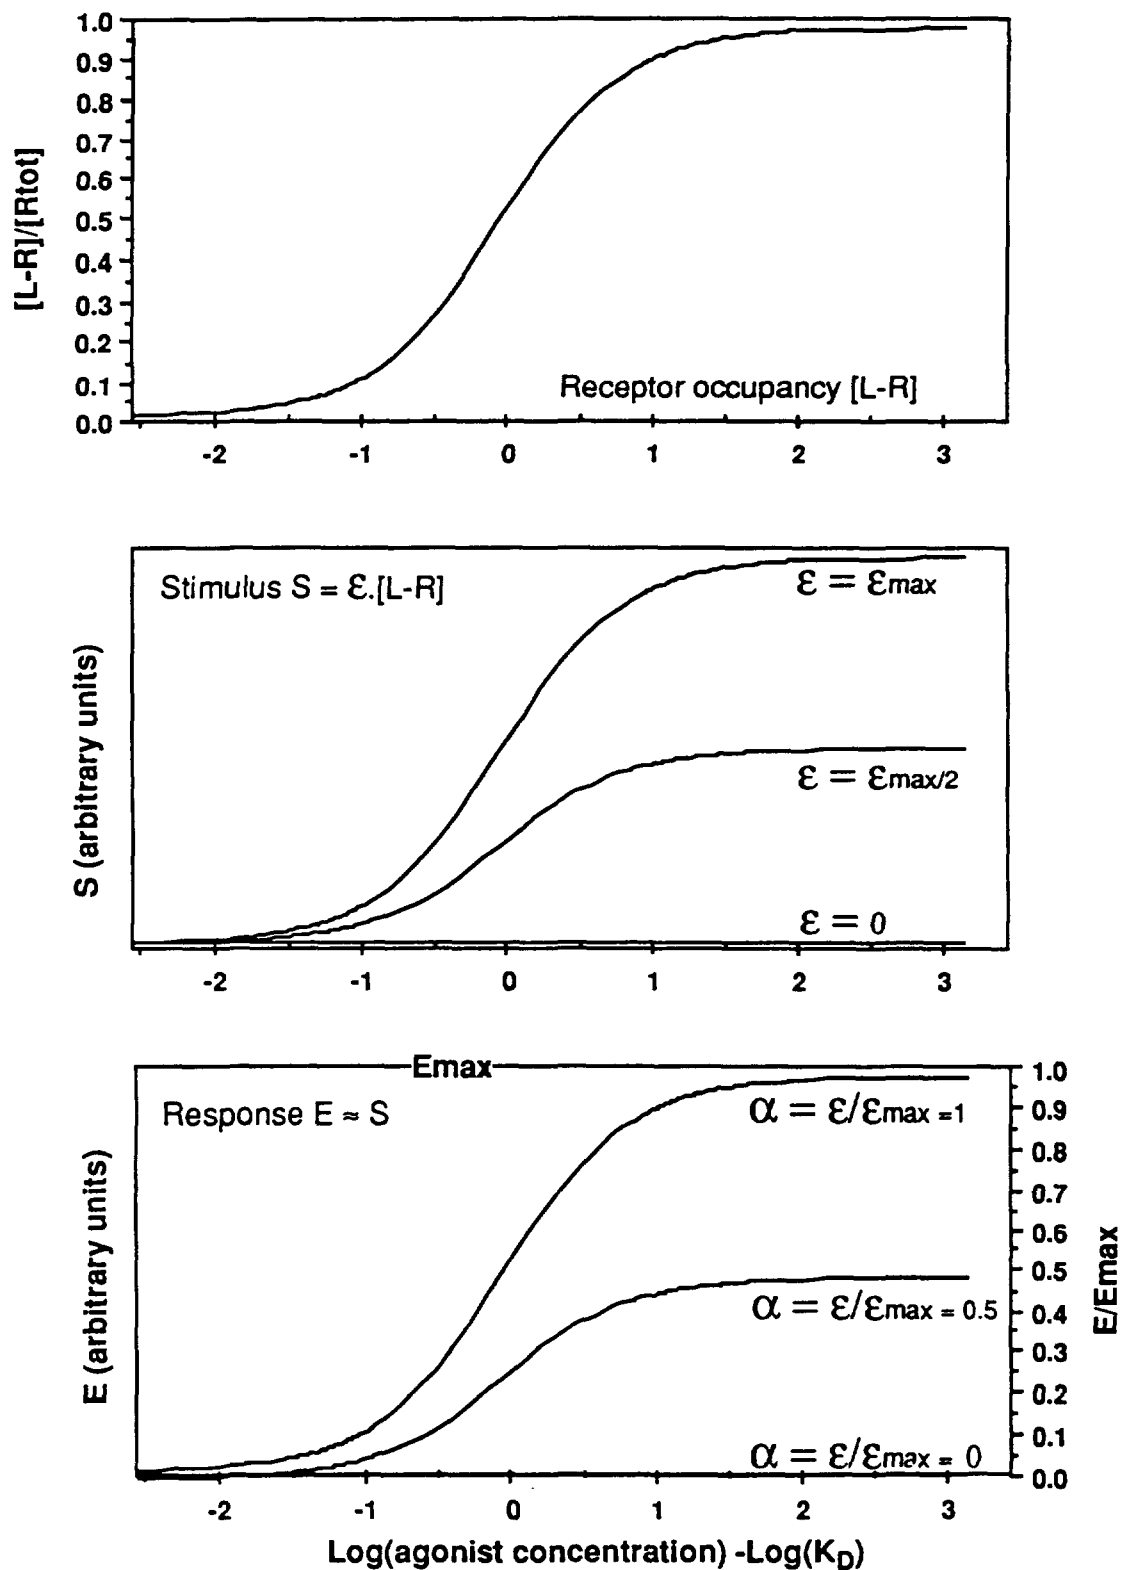 1.0
0.9
0.8
0.7
0.6
0.5
0.4
0.3
0.2
0.1
0.0
[L-R]/[Rtot]
Receptor occupancy [L-R]
-2 -1 0 1 2 3
Stimulus S = ε.[L-R]
ε = εmax
ε = εmax/2
ε = 0
S (arbitrary units)
-2 -1 0 1 2 3
Emax
Response E ≈ S
α = ε/εmax =1
α = ε/εmax = 0.5
α = ε/εmax = 0
E (arbitrary units)
1.0
0.9
0.8
0.7
0.6
0.5
0.4
0.3
0.2
0.1
0.0
E/Emax
-2 -1 0 1 2 3
Log(agonist concentration) -Log(KD)